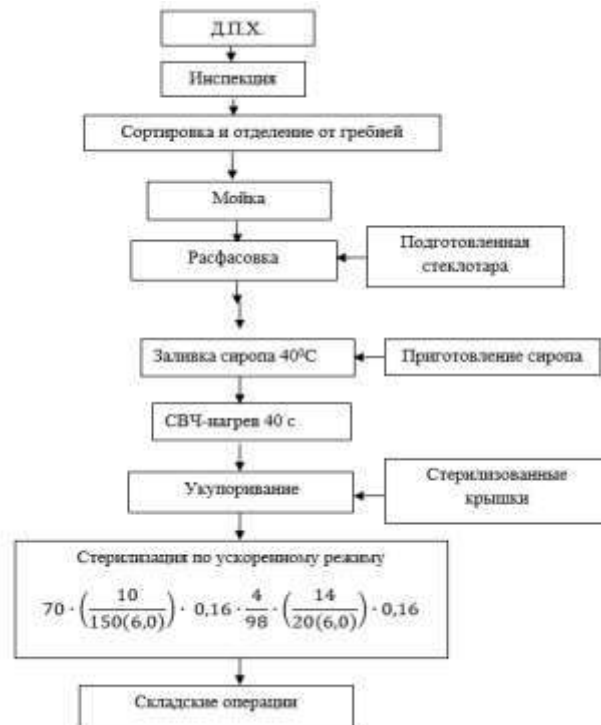 Д.П.Х.
Инспекция
Сортировка и отделение от гребней
Мойка
Расфасовка
Подготовленная
стеклотара
Заливка сиропа 40⁰С
Приготовление сиропа
СВЧ-нагрев 40 с
Укупоривание
Стерилизованные
крышки
Стерилизация по ускоренному режиму
70 · (10/150(6,0)) · 0,16 · 4/98 · (14/20(6,0)) · 0,16
Складские операции